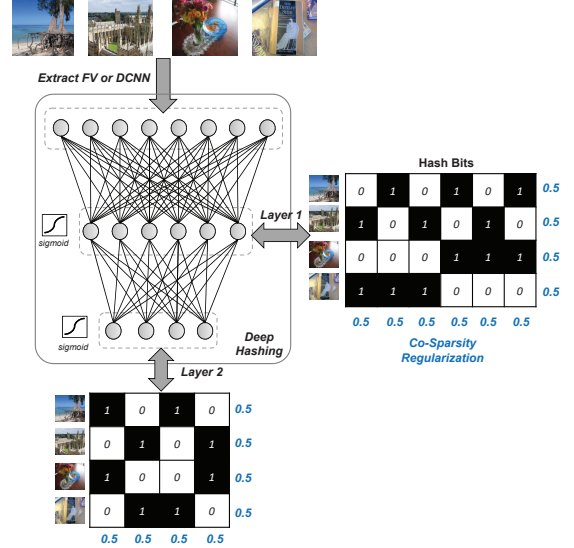 Extract FV or DCNN
Hash Bits
0 1 0 1 0 1 0.5
1 0 1 0 1 0 0.5
0 0 0 1 1 1 0.5
1 1 1 0 0 0 0.5
0.5 0.5 0.5 0.5 0.5 0.5
Co-Sparsity
Regularization
Layer 1
sigmoid
sigmoid
Deep
Hashing
Layer 2
1 0 1 0 0.5
0 1 0 1 0.5
1 0 0 1 0.5
0 1 1 0 0.5
0.5 0.5 0.5 0.5